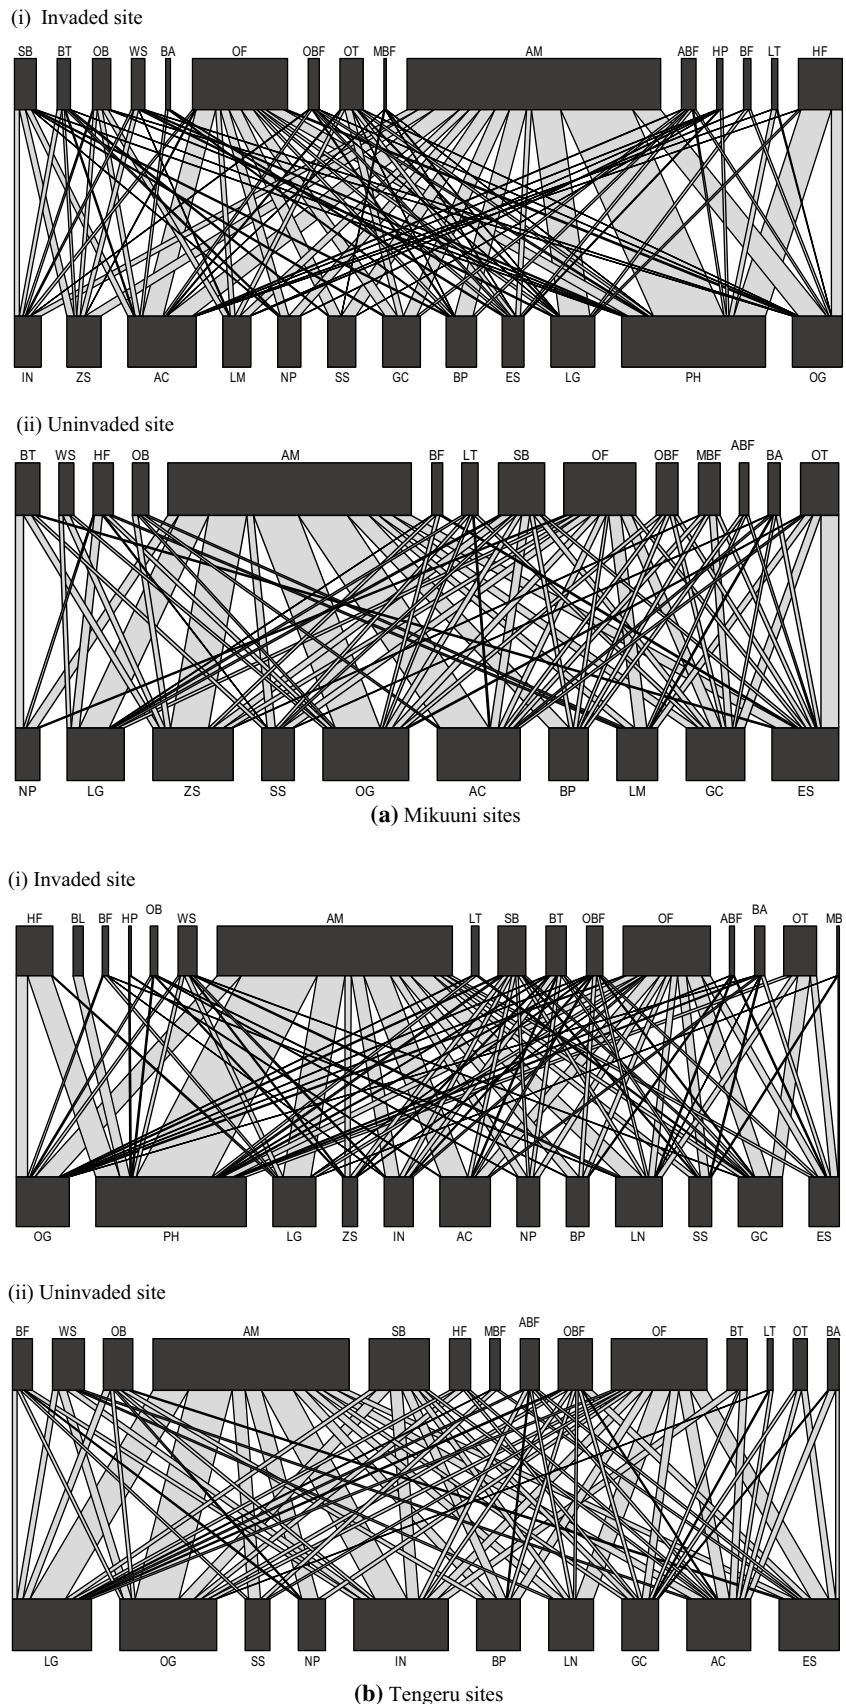 (i) Invaded site
SB BT OB WS BA OF OBF OT MBF AM ABF HP BF LT HF
IN ZS AC LM NP SS GC BP ES LG PH OG
(ii) Uninvaded site
BT WS HF OB AM BF LT SB OF OBF MBF ABF BA OT
NP LG ZS SS OG AC BP LM GC ES
(a) Mikuuni sites
(i) Invaded site
HF BL BF HP OB WS AM LT SB BT OBF OF ABF BA OT MB
OG PH LG ZS IN AC NP BP LN SS GC ES
(ii) Uninvaded site
BF WS OB AM SB HF MBF ABF OBF OF BT LT OT BA
LG OG SS NP IN BP LN GC AC ES
(b) Tengeru sites